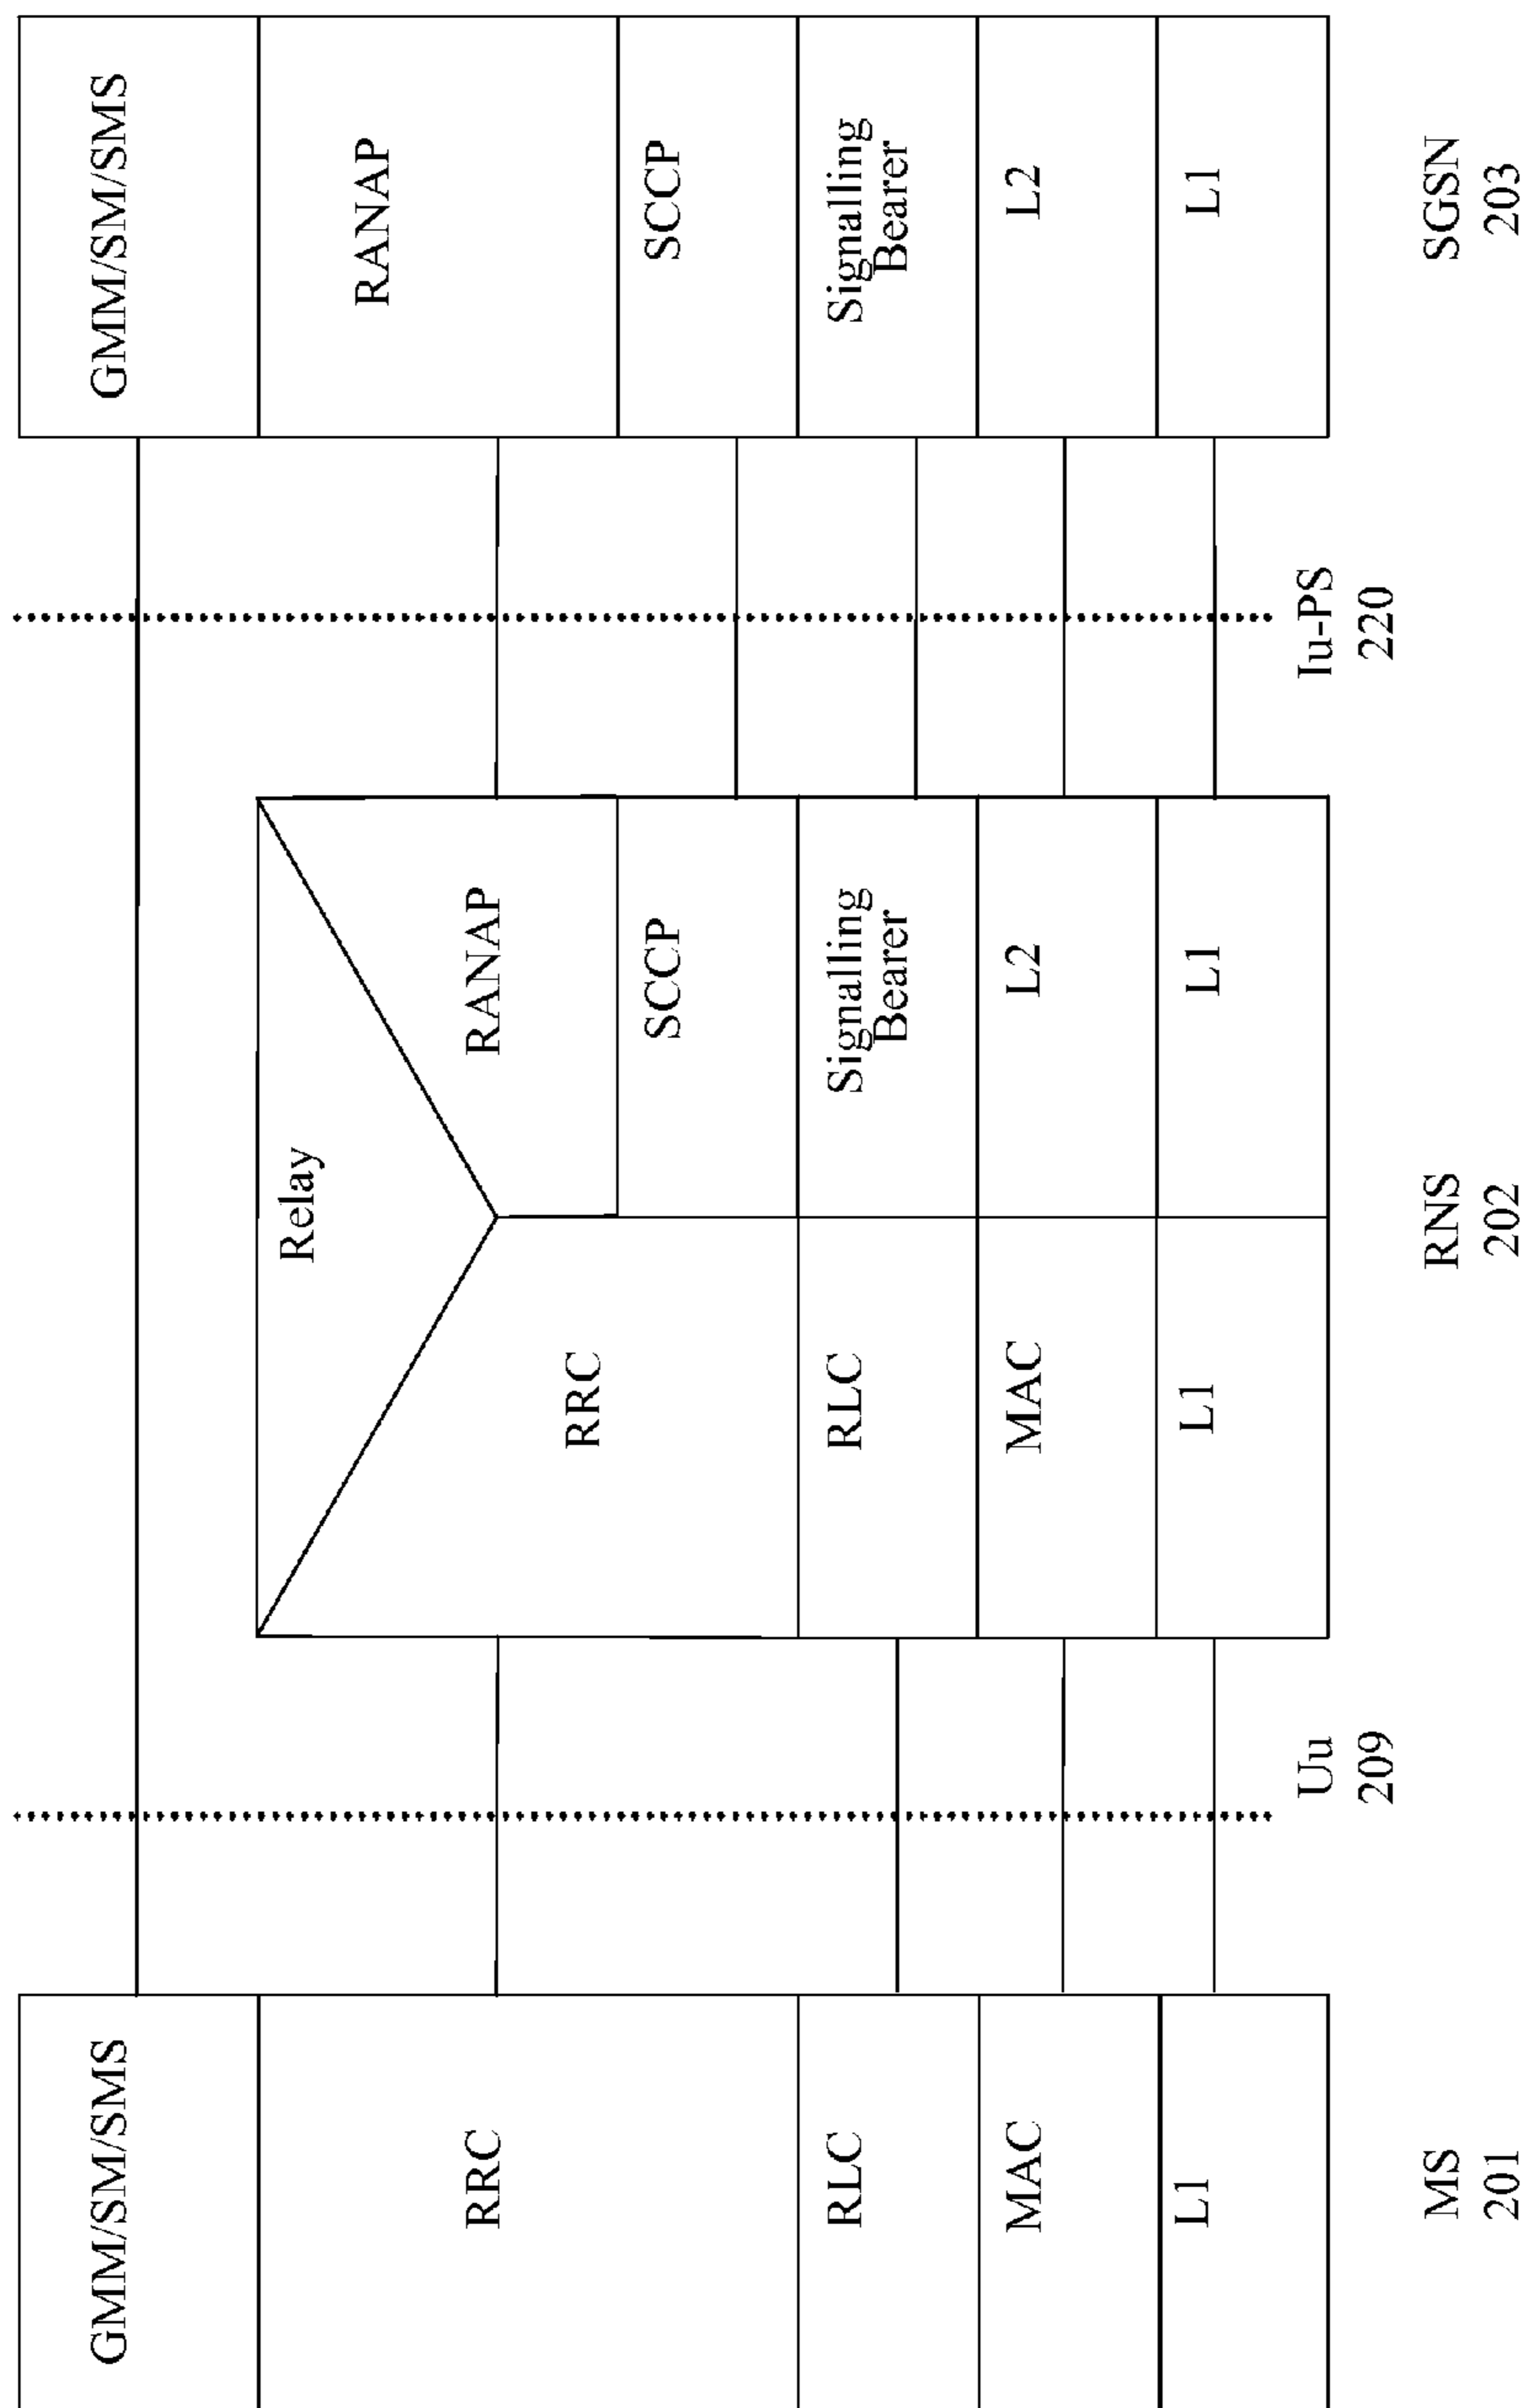 GMM/SM/SMS
RRC
RLC
MAC
L1
MS
201
Uu
209
Relay
RRC
RLC
MAC
L1
RANAP
SCCP
Signalling
Bearer
L2
L1
RNS
202
Iu-PS
220
GMM/SM/SMS
RANAP
SCCP
Signalling
Bearer
L2
L1
SGSN
203